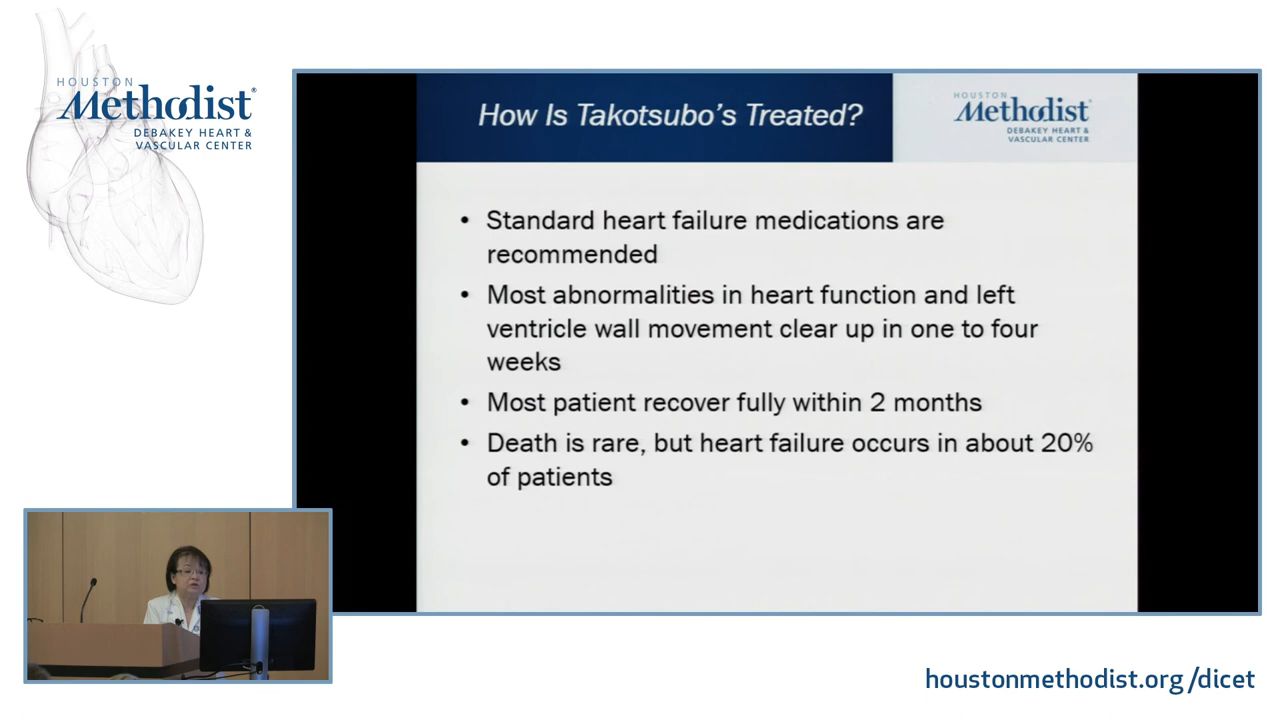 HOUSTON
Methodist®
DEBAKEY HEART &
VASCULAR CENTER
How Is Takotsubo's Treated?
HOUSTON
Methodist
DEBAKEY HEART &
VASCULAR CENTER
• Standard heart failure medications are
recommended
• Most abnormalities in heart function and left
ventricle wall movement clear up in one to four
weeks
• Most patient recover fully within 2 months
• Death is rare, but heart failure occurs in about 20%
of patients
houstonmethodist.org/dicet